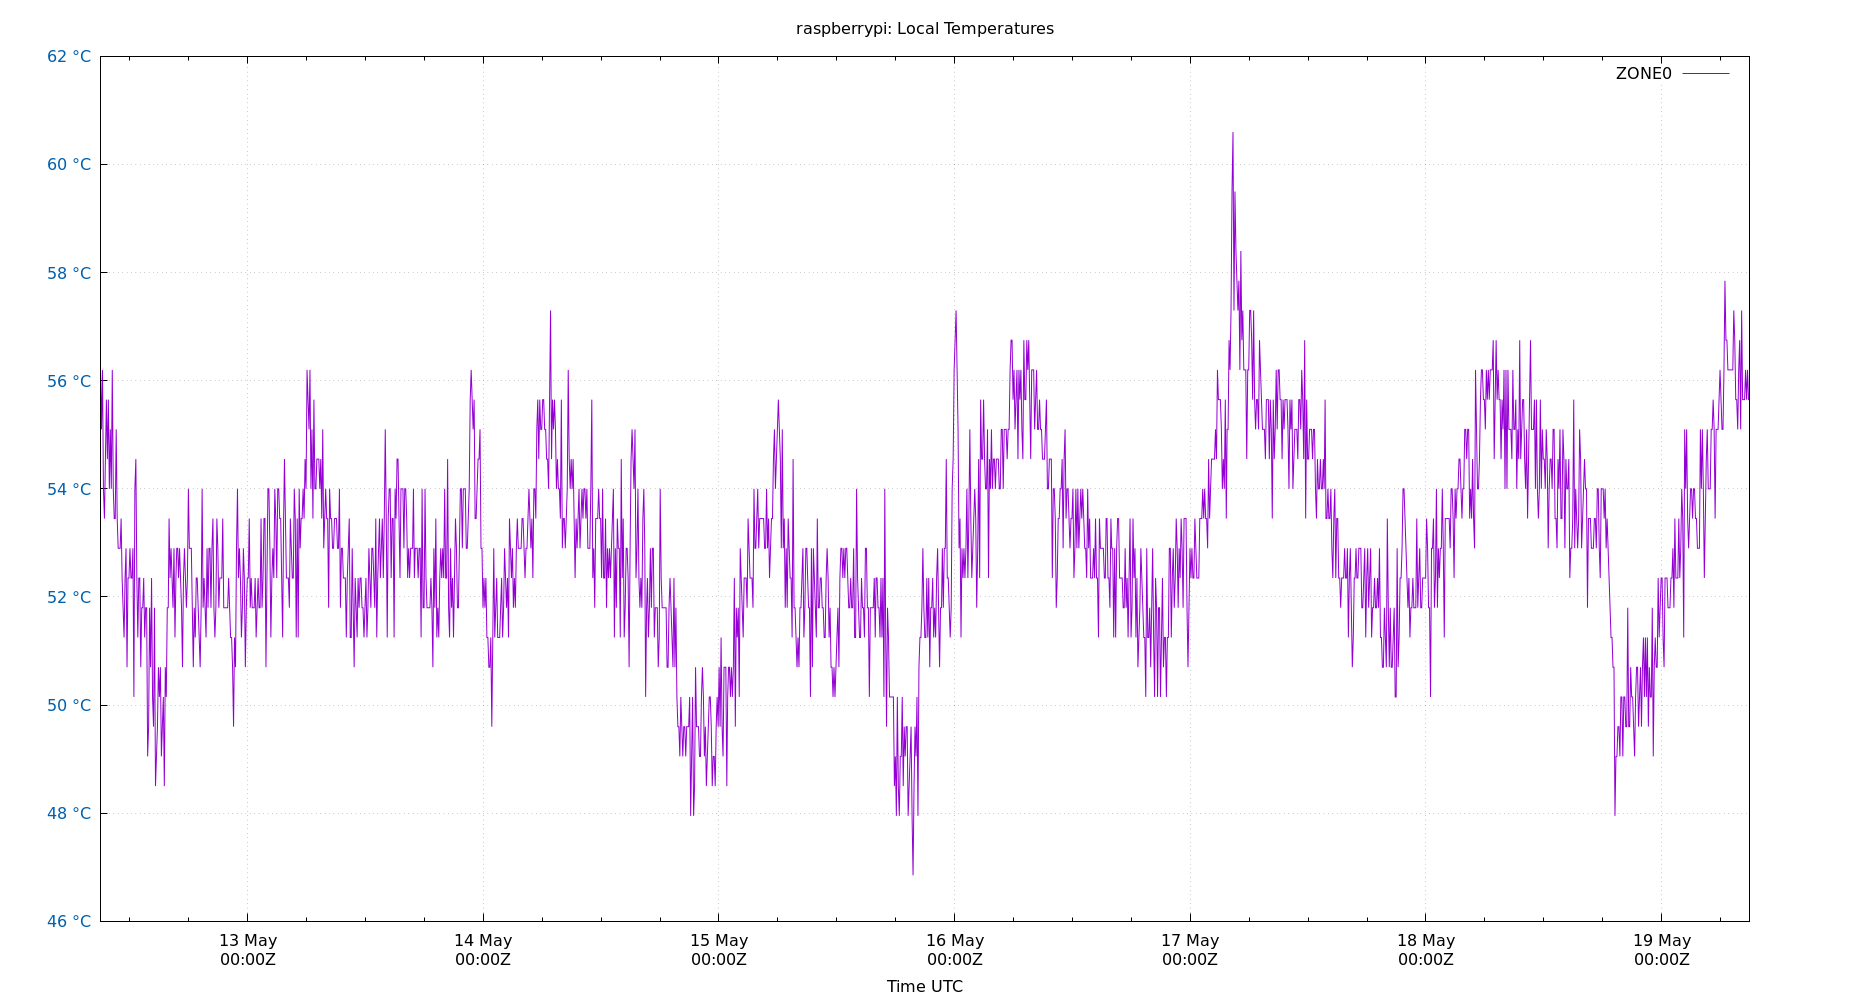 raspberrypi: Local Temperatures
62 °C
ZONE0
60 °C
58 °C
56 °C
54 °C
52 °C
50 °C
48 °C
46 °C
13 May 14 May 15 May 16 May 17 May 18 May 19 May
00:00Z 00:00Z 00:00Z 00:00Z 00:00Z 00:00Z 00:00Z
Time UTC